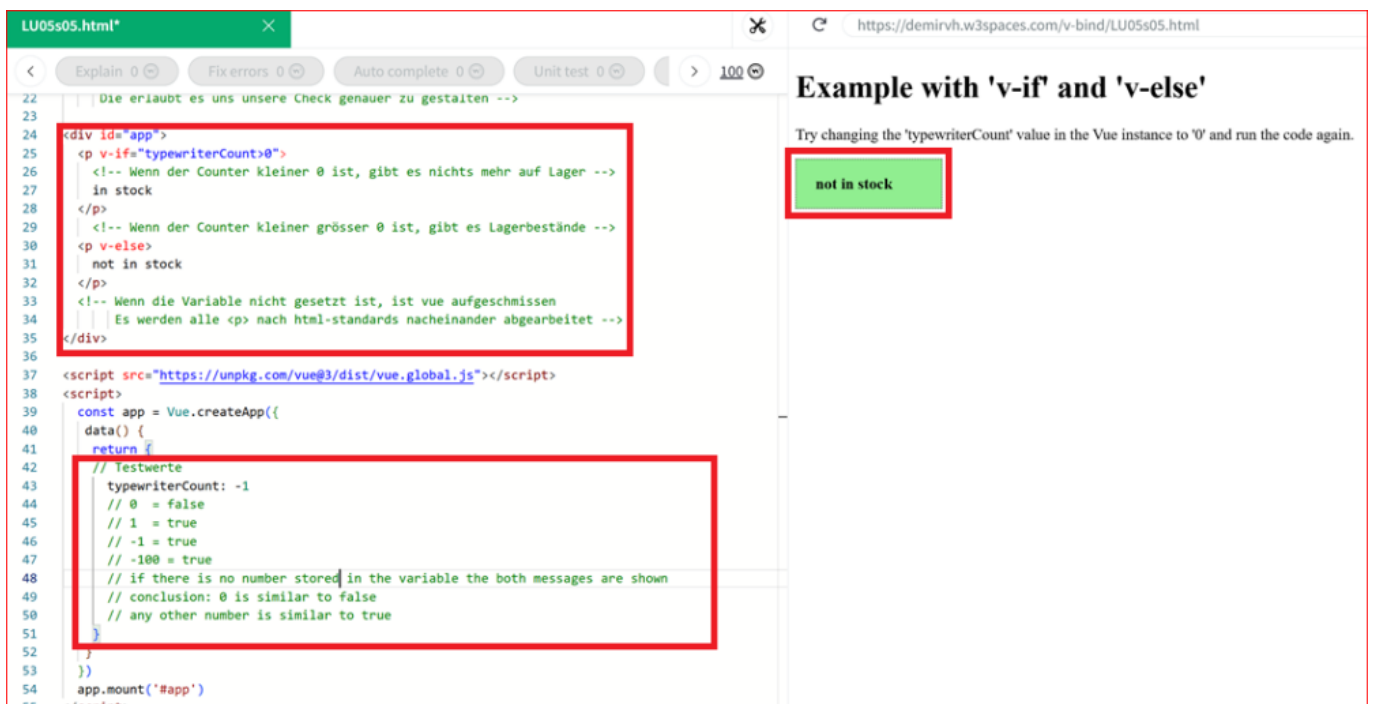 LU05s05.html*
https://demirvh.w3spaces.com/v-bind/LU05s05.html
Explain 0
Fix errors 0
Auto complete 0
Unit test 0
100
22 Die erlaubt es uns unsere Check genauer zu gestalten -->
23
24 <div id="app">
25 <p v-if="typewriterCount>0">
26 <!-- Wenn der Counter kleiner 0 ist, gibt es nichts mehr auf Lager -->
27 in stock
28 </p>
29 <!-- Wenn der Counter kleiner grösser 0 ist, gibt es Lagerbestände -->
30 <p v-else>
31 not in stock
32 </p>
33 <!-- Wenn die Variable nicht gesetzt ist, ist vue aufgeschmissen
34 Es werden alle <p> nach html-standards nacheinander abgearbeitet -->
35 </div>
36
37 <script src="https://unpkg.com/vue@3/dist/vue.global.js"></script>
38 <script>
39 const app = Vue.createApp({
40 data() {
41 return {
42 // Testwerte
43 typewriterCount: -1
44 // 0 = false
45 // 1 = true
46 // -1 = true
47 // -100 = true
48 // if there is no number stored in the variable the both messages are shown
49 // conclusion: 0 is similar to false
50 // any other number is similar to true
51 }
52 }
53 })
54 app.mount('#app')
Example with 'v-if' and 'v-else'
Try changing the 'typewriterCount' value in the Vue instance to '0' and run the code again.
not in stock